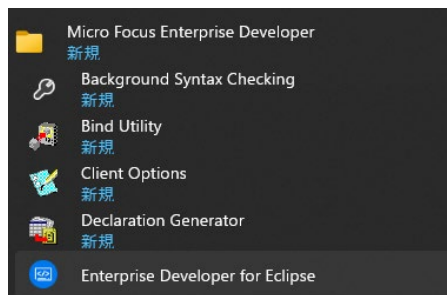 Micro Focus Enterprise Developer
新規
Background Syntax Checking
新規
Bind Utility
新規
Client Options
新規
Declaration Generator
新規
Enterprise Developer for Eclipse